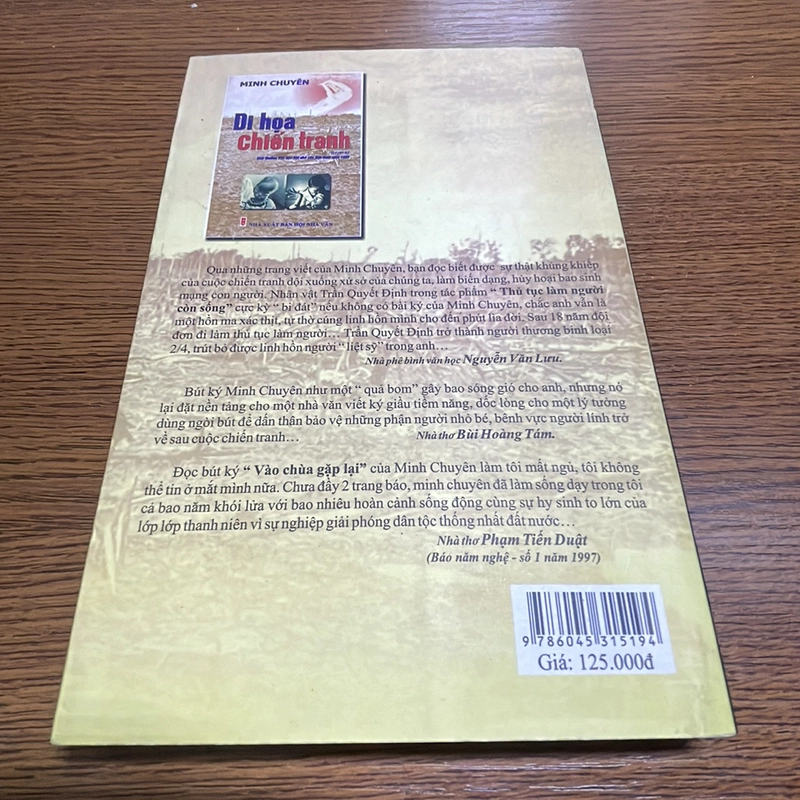 MINH CHUYÊN
Di họa
chiến tranh
NHÀ XUẤT BẢN HỘI NHÀ VĂN
Qua những trang viết của Minh Chuyên, bạn đọc biết được sự thật khủng khiếp
của cuộc chiến tranh dội xuống xứ sở của chúng ta, làm biến dạng, hủy hoại bao sinh
mạng con người. Nhân vật Trần Quyết Định trong tác phẩm " Thủ tục làm người
còn sống" cực kỳ " bi đát" nếu không có bài ký của Minh Chuyên, chắc anh vẫn là
một hồn ma xác thịt, tự thờ cúng linh hồn mình cho đến phút lìa đời. Sau 18 năm đội
đơn đi làm thủ tục làm người... Trần Quyết Định trở thành người thương binh loại
2/4, trút bỏ được linh hồn người " liệt sỹ" trong anh...
Nhà phê bình văn học Nguyễn Văn Lưu.
Bút ký Minh Chuyên như một " quả bom" gây bao sóng gió cho anh, nhưng nó
lại đặt nền tảng cho một nhà văn viết ký giầu tiềm năng, dốc lòng cho một lý tưởng
dùng ngòi bút để dấn thân bảo vệ những phận người nhỏ bé, bênh vực người lính trở
về sau cuộc chiến tranh... Nhà thơ Bùi Hoàng Tám.
Đọc bút ký " Vào chùa gặp lại" của Minh Chuyên làm tôi mất ngủ, tôi không
thể tin ở mắt mình nữa. Chưa đầy 2 trang báo, minh chuyên đã làm sống dạy trong tôi
cả bao năm khói lửa với bao nhiêu hoàn cảnh sống động cùng sự hy sinh to lớn của
lớp lớp thanh niên vì sự nghiệp giải phóng dân tộc thống nhất đất nước...
Nhà thơ Phạm Tiến Duật
(Báo năm nghệ - số 1 năm 1997)
9 786045 315194
Giá: 125.000đ